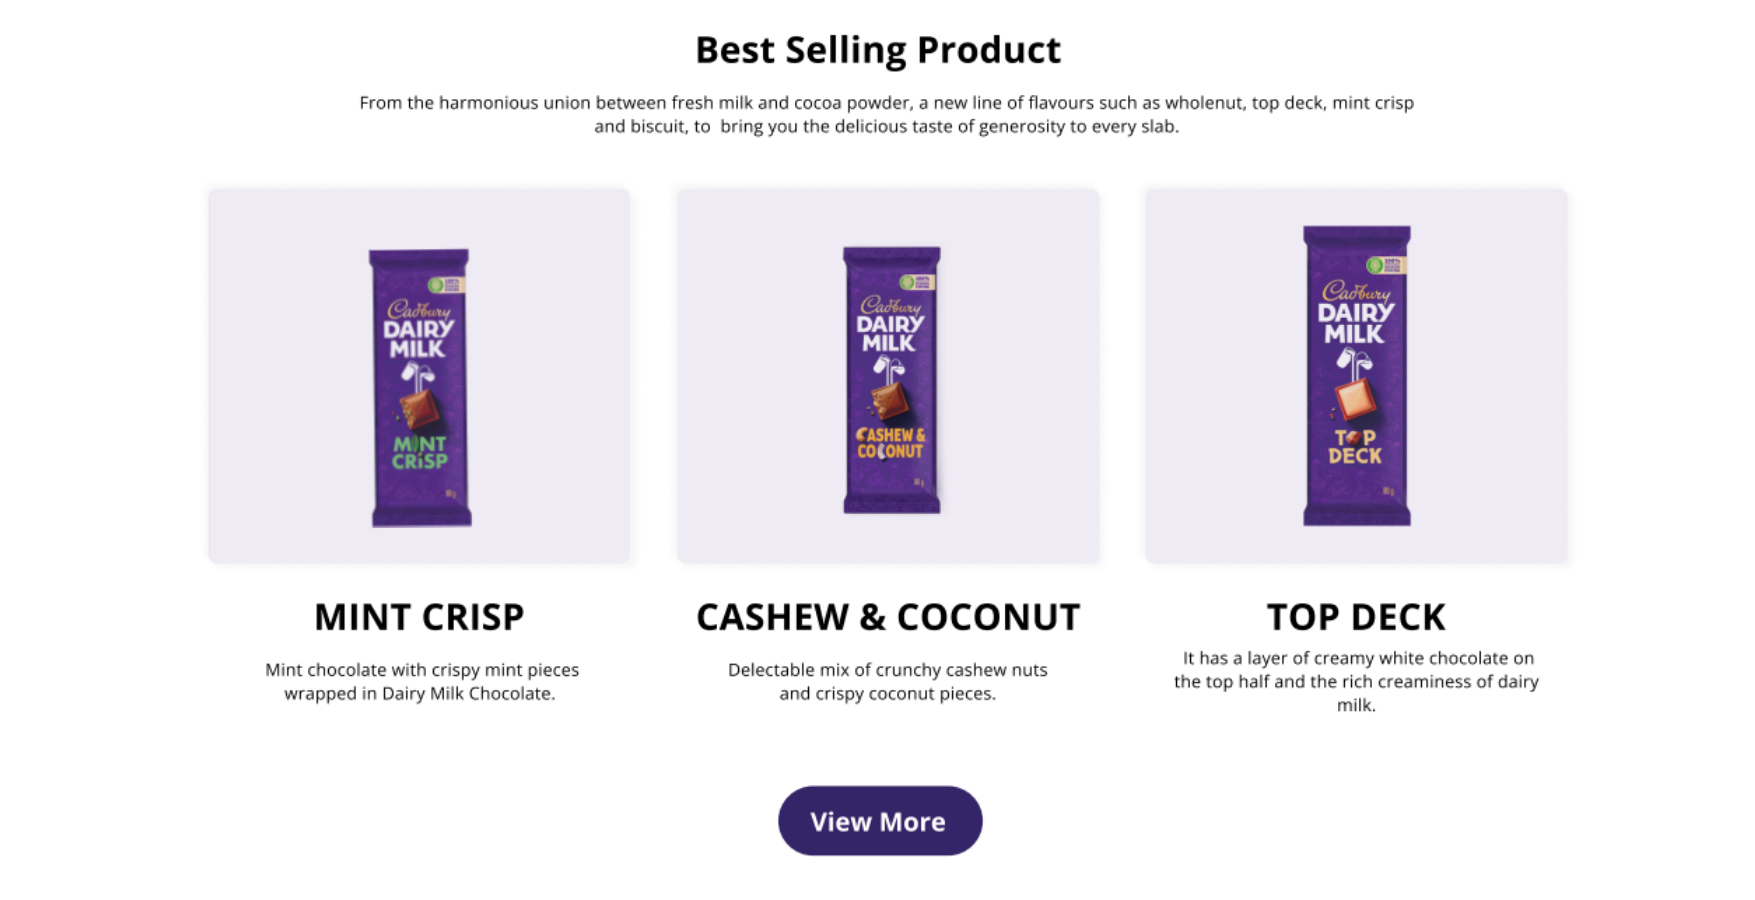 Best Selling Product
From the harmonious union between fresh milk and cocoa powder, a new line of flavours such as wholenut, top deck, mint crisp
and biscuit, to  bring you the delicious taste of generosity to every slab.
Cadbury
DAIRY
MILK
MINT
CRiSP
Cadbury
DAIRY
MILK
CASHEW &
COCONUT
Cadbury
DAIRY
MILK
TOP
DECK
MINT CRISP
CASHEW & COCONUT
TOP DECK
Mint chocolate with crispy mint pieces
wrapped in Dairy Milk Chocolate.
Delectable mix of crunchy cashew nuts
and crispy coconut pieces.
It has a layer of creamy white chocolate on
the top half and the rich creaminess of dairy
milk.
View More